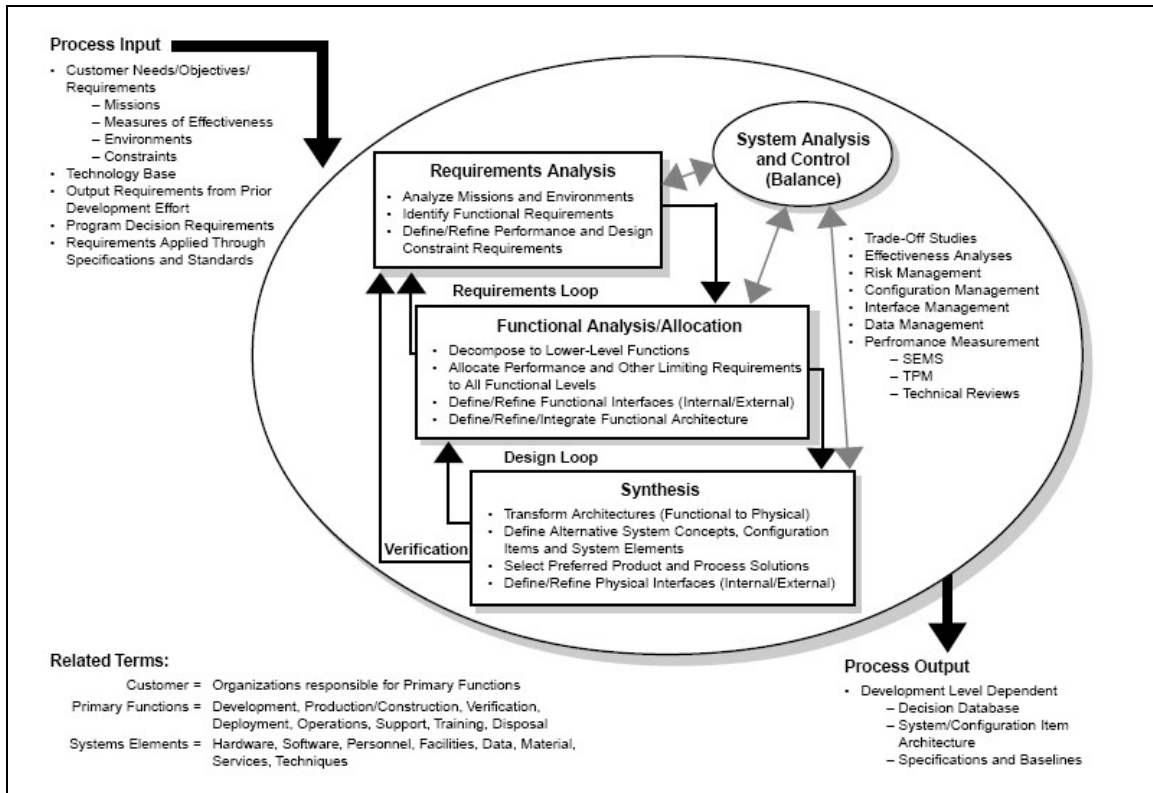 Process Input
• Customer Needs/Objectives/
Requirements
– Missions
– Measures of Effectiveness
– Environments
– Constraints
• Technology Base
• Output Requirements from Prior
Development Effort
• Program Decision Requirements
• Requirements Applied Through
Specifications and Standards
System Analysis
and Control
(Balance)
Requirements Analysis
• Analyze Missions and Environments
• Identify Functional Requirements
• Define/Refine Performance and Design
Constraint Requirements
• Trade-Off Studies
• Effectiveness Analyses
• Risk Management
• Configuration Management
• Interface Management
• Data Management
• Perfromance Measurement
– SEMS
– TPM
– Technical Reviews
Requirements Loop
Functional Analysis/Allocation
• Decompose to Lower-Level Functions
• Allocate Performance and Other Limiting Requirements
to All Functional Levels
• Define/Refine Functional Interfaces (Internal/External)
• Define/Refine/Integrate Functional Architecture
Design Loop
Synthesis
• Transform Architectures (Functional to Physical)
• Define Alternative System Concepts, Configuration
Items and System Elements
• Select Preferred Product and Process Solutions
• Define/Refine Physical Interfaces (Internal/External)
Verification
Related Terms:
Customer = Organizations responsible for Primary Functions
Primary Functions = Development, Production/Construction, Verification,
Deployment, Operations, Support, Training, Disposal
Systems Elements = Hardware, Software, Personnel, Facilities, Data, Material,
Services, Techniques
Process Output
• Development Level Dependent
– Decision Database
– System/Configuration Item
Architecture
– Specifications and Baselines